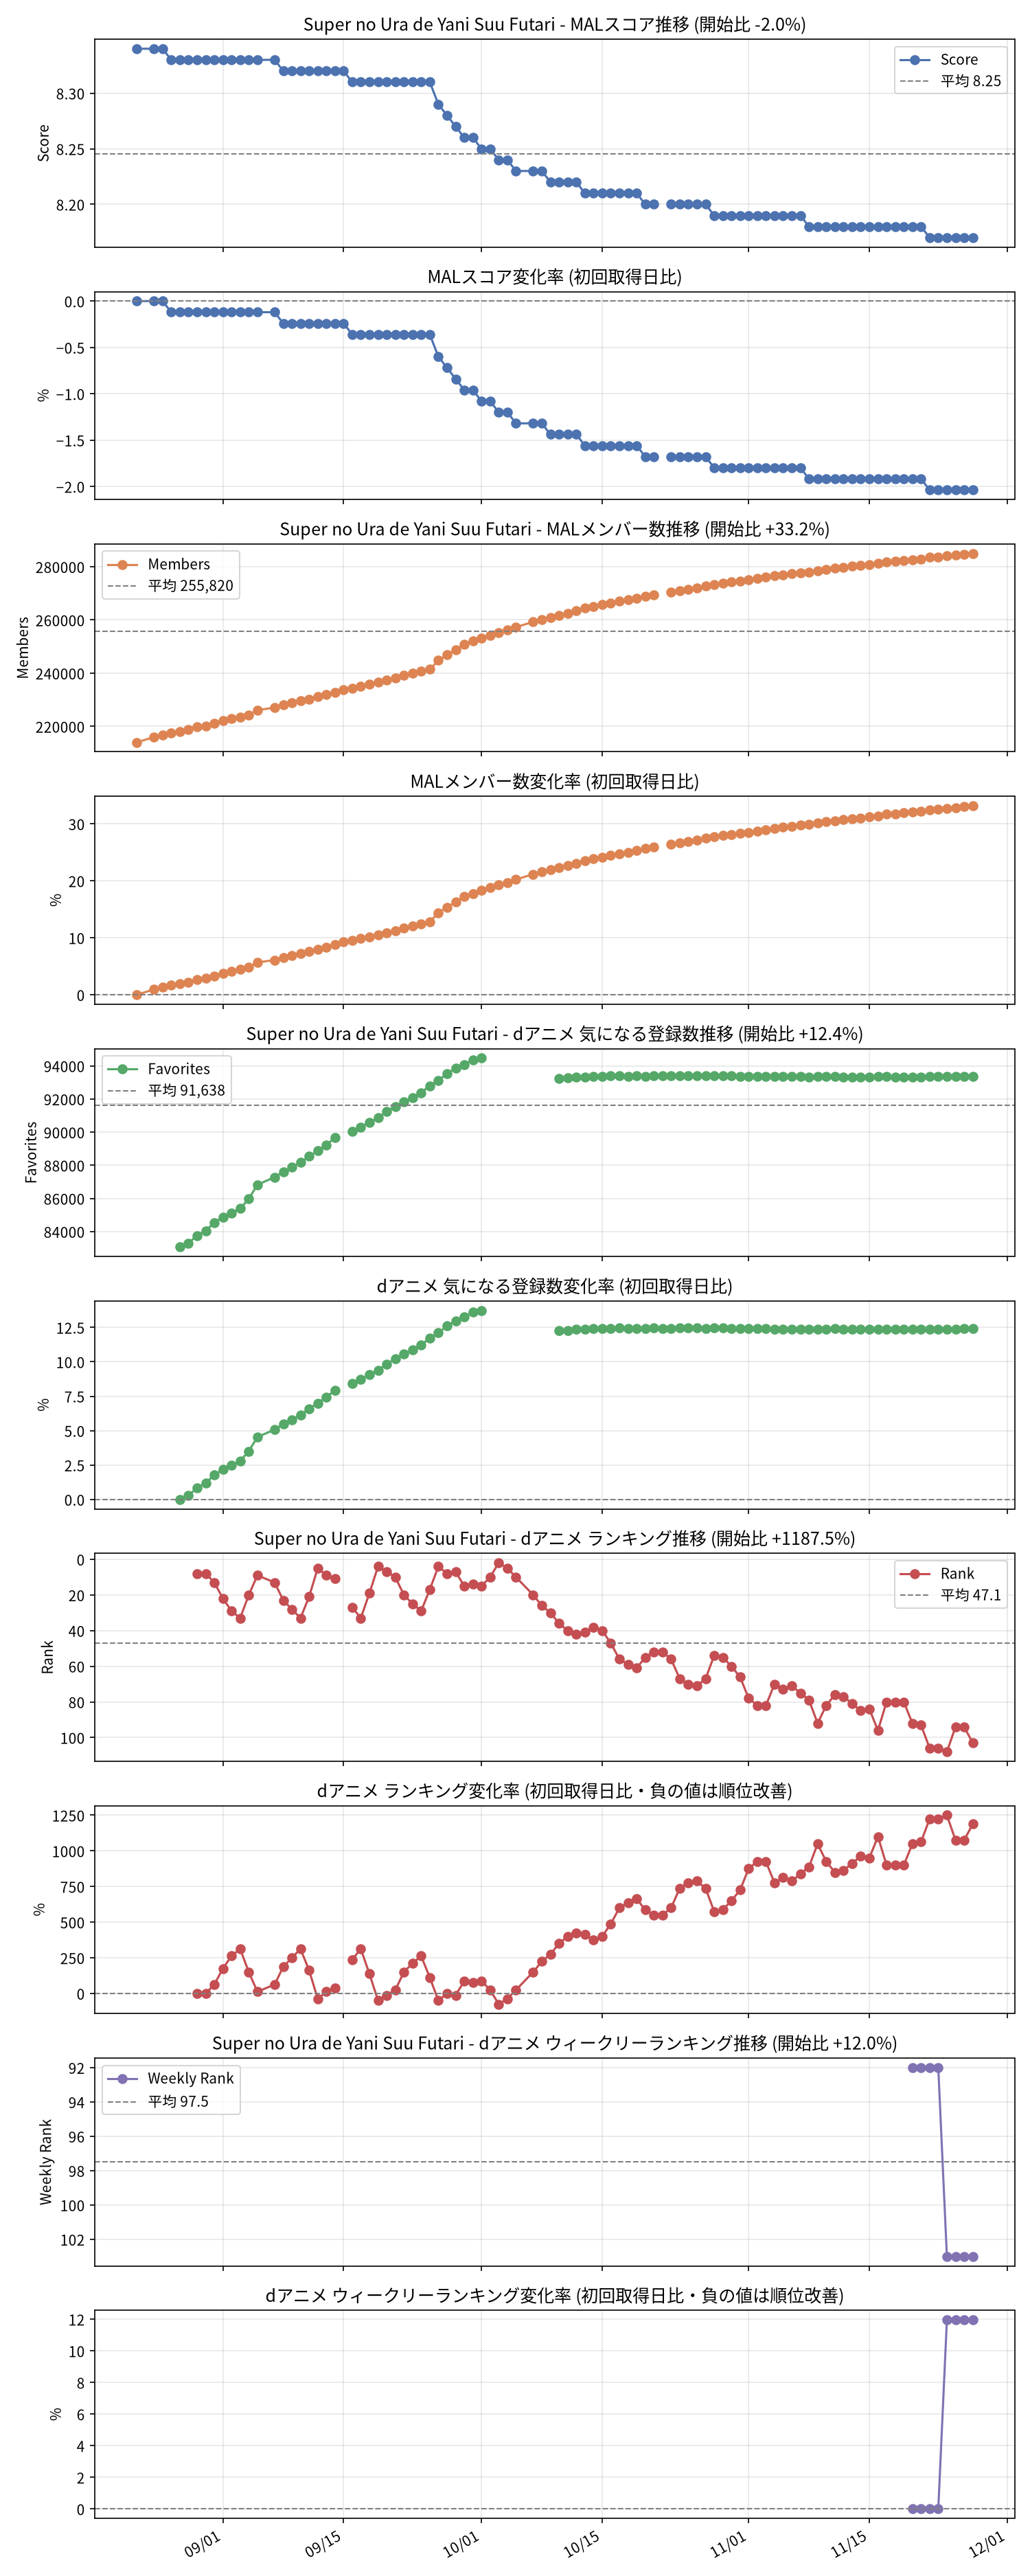 Super no Ura de Yani Suu Futari - MALスコア推移 (開始比 -2.0%)
Score
8.30
8.25
8.20
Score
平均 8.25
MALスコア変化率 (初回取得日比)
%
0.0
−0.5
−1.0
−1.5
−2.0
Super no Ura de Yani Suu Futari - MALメンバー数推移 (開始比 +33.2%)
Members
280000
260000
240000
220000
Members
平均 255,820
MALメンバー数変化率 (初回取得日比)
%
30
20
10
0
Super no Ura de Yani Suu Futari - dアニメ 気になる登録数推移 (開始比 +12.4%)
Favorites
94000
92000
90000
88000
86000
84000
Favorites
平均 91,638
dアニメ 気になる登録数変化率 (初回取得日比)
%
12.5
10.0
7.5
5.0
2.5
0.0
Super no Ura de Yani Suu Futari - dアニメ ランキング推移 (開始比 +1187.5%)
Rank
0
20
40
60
80
100
Rank
平均 47.1
dアニメ ランキング変化率 (初回取得日比・負の値は順位改善)
%
1250
1000
750
500
250
0
Super no Ura de Yani Suu Futari - dアニメ ウィークリーランキング推移 (開始比 +12.0%)
Weekly Rank
92
94
96
98
100
102
Weekly Rank
平均 97.5
dアニメ ウィークリーランキング変化率 (初回取得日比・負の値は順位改善)
%
12
10
8
6
4
2
0
09/01
09/15
10/01
10/15
11/01
11/15
12/01